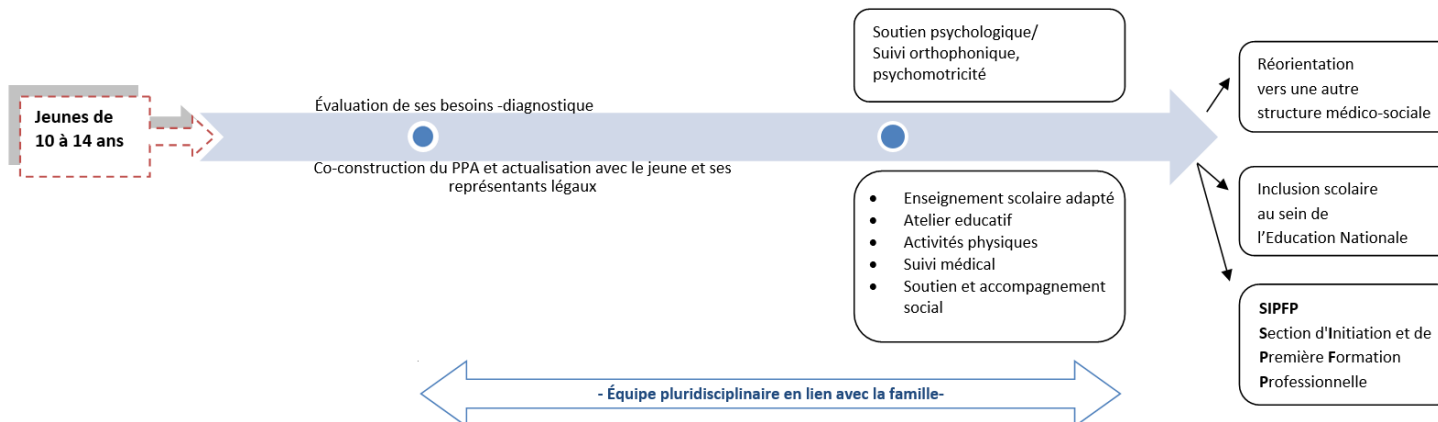 Jeunes de
10 à 14 ans
Évaluation de ses besoins -diagnostique
Co-construction du PPA et actualisation avec le jeune et ses
représentants légaux
Soutien psychologique/
Suivi orthophonique,
psychomotricité
• Enseignement scolaire adapté
• Atelier educatif
• Activités physiques
• Suivi médical
• Soutien et accompagnement
social
Réorientation
vers une autre
structure médico-sociale
Inclusion scolaire
au sein de
l’Education Nationale
SIPFP
Section d'Initiation et de
Première Formation
Professionnelle
- Équipe pluridisciplinaire en lien avec la famille-